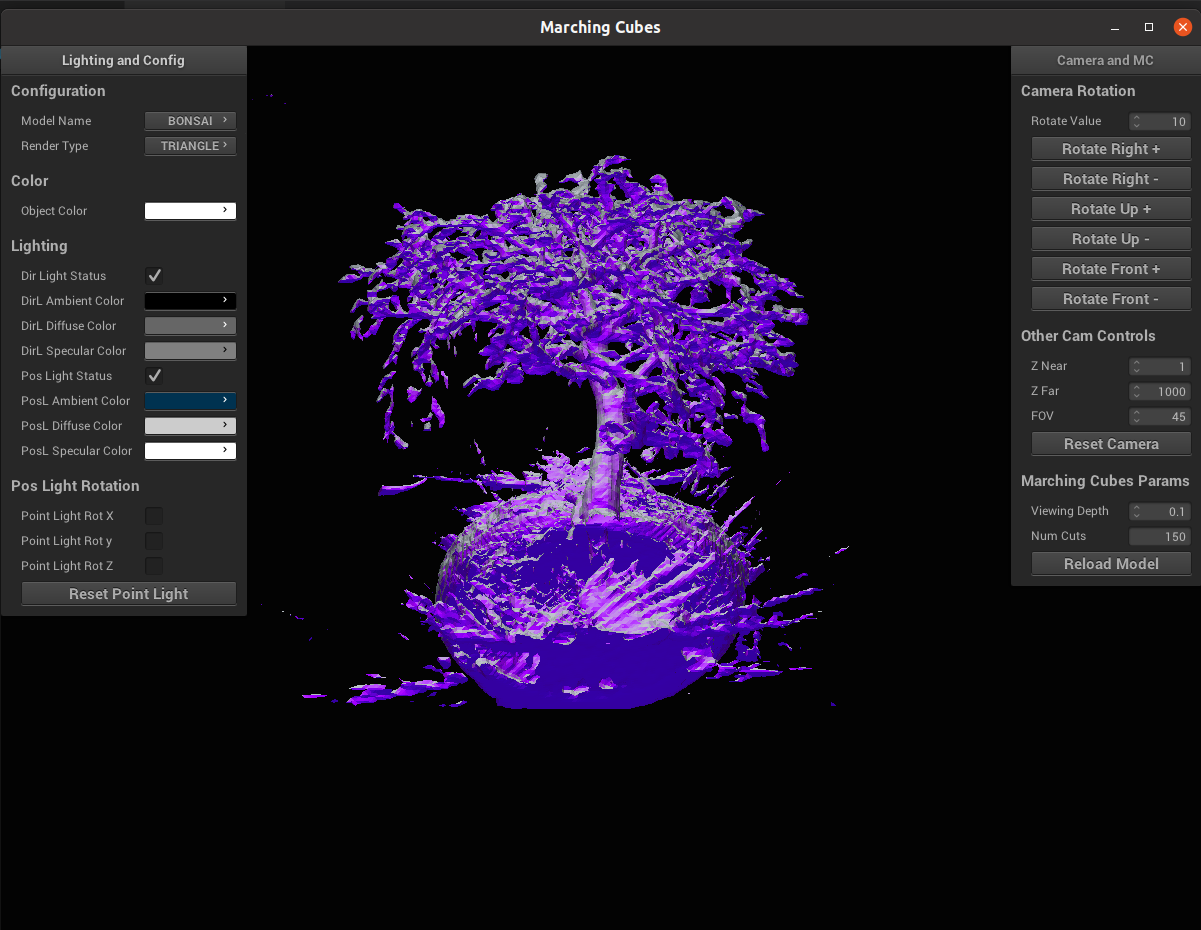 Marching Cubes
Lighting and Config
Configuration
Model Name BONSAI
Render Type TRIANGLE
Color
Object Color
Lighting
Dir Light Status
DirL Ambient Color
DirL Diffuse Color
DirL Specular Color
Pos Light Status
PosL Ambient Color
PosL Diffuse Color
PosL Specular Color
Pos Light Rotation
Point Light Rot X
Point Light Rot y
Point Light Rot Z
Reset Point Light
Camera and MC
Camera Rotation
Rotate Value 10
Rotate Right +
Rotate Right -
Rotate Up +
Rotate Up -
Rotate Front +
Rotate Front -
Other Cam Controls
Z Near 1
Z Far 1000
FOV 45
Reset Camera
Marching Cubes Params
Viewing Depth 0.1
Num Cuts 150
Reload Model